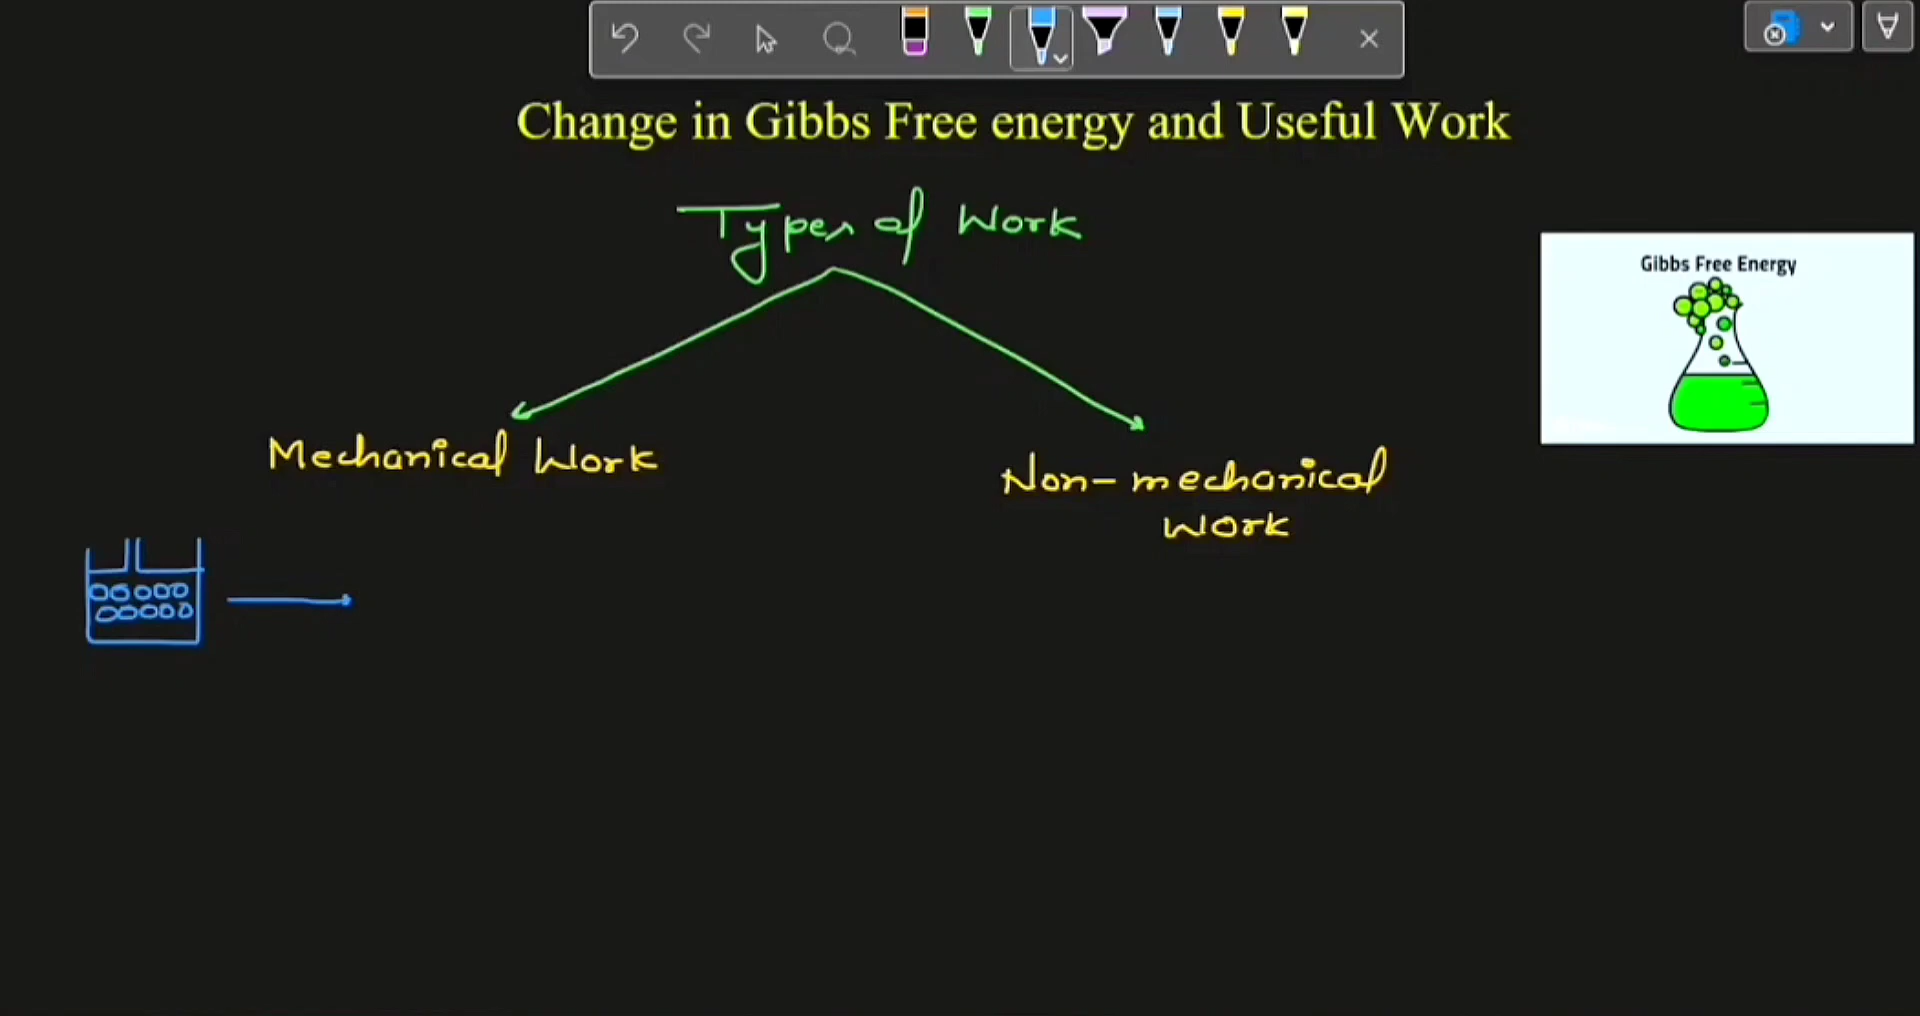 Change in Gibbs Free energy and Useful Work
Types of Work
Gibbs Free Energy
Mechanical Work
Non-mechanical
Work